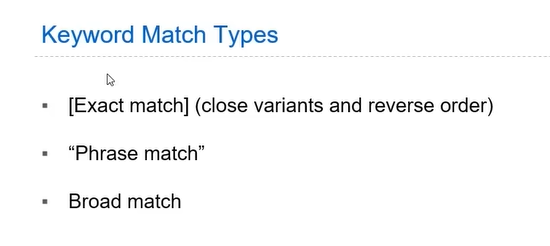 Keyword Match Types
[Exact match] (close variants and reverse order)
“Phrase match”
Broad match